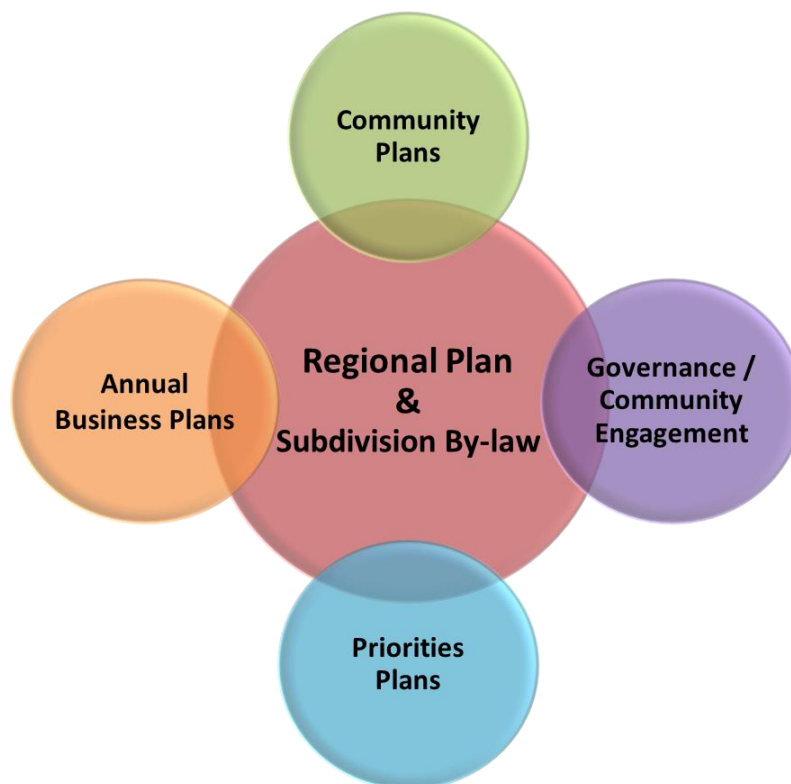 Community
Plans
Annual
Business Plans
Regional Plan
&
Subdivision By-law
Governance /
Community
Engagement
Priorities
Plans